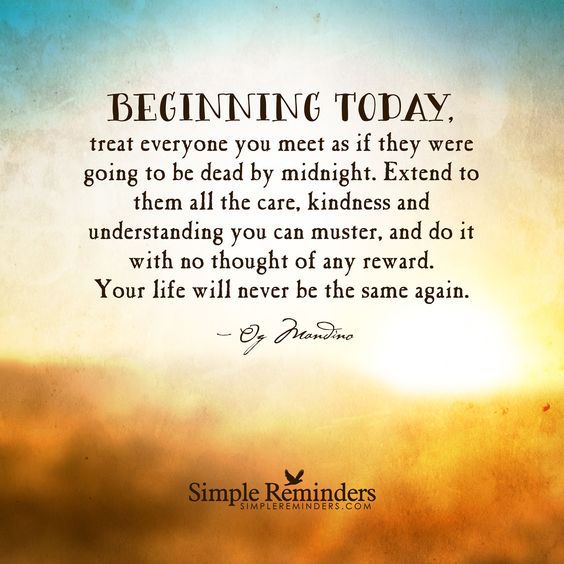 BEGINNING TODAY,
treat everyone you meet as if they were
going to be dead by midnight. Extend to
them all the care, kindness and
understanding you can muster, and do it
with no thought of any reward.
Your life will never be the same again.
– Og Mandino
Simple Reminders
SIMPLEREMINDERS.COM